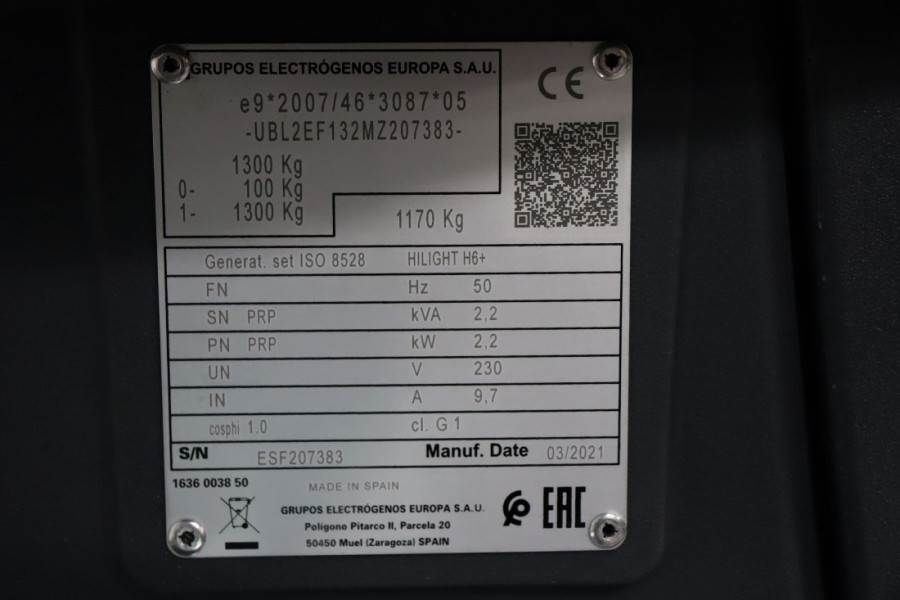 GRUPOS ELECTRÓGENOS EUROPA S.A.U.
CE
e9*2007/46*3087*05
-UBL2EF132MZ207383-
1300 Kg
0- 100 Kg
1- 1300 Kg
1170 Kg
Generat. set ISO 8528 HILIGHT H6+
FN Hz 50
SN PRP kVA 2,2
PN PRP kW 2,2
UN V 230
IN A 9,7
cosphi 1.0 cl. G 1
S/N ESF207383 Manuf. Date 03/2021
1636 0038 50
MADE IN SPAIN
GRUPOS ELECTRÓGENOS EUROPA S.A.U.
Polígono Pitarco II, Parcela 20
50450 Muel (Zaragoza) SPAIN
EAC